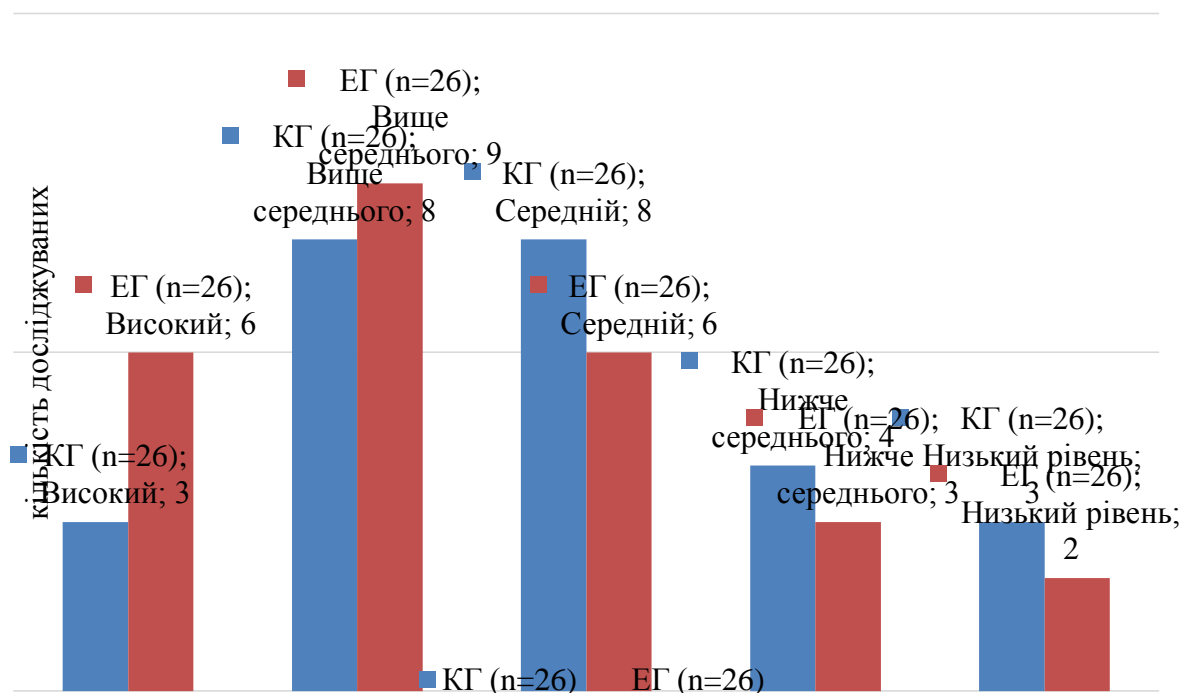 кількість досліджуваних
КГ (n=26);
Високий; 3
ЕГ (n=26);
Високий; 6
КГ (n=26);
Вище
середнього; 8
ЕГ (n=26);
Вище
середнього; 9
КГ (n=26);
Середній; 8
ЕГ (n=26);
Середній; 6
КГ (n=26);
Нижче
середнього; 4
ЕГ (n=26);
Нижче
середнього; 3
КГ (n=26);
Низький рівень;
3
ЕГ (n=26);
Низький рівень;
2
КГ (n=26) ЕГ (n=26)